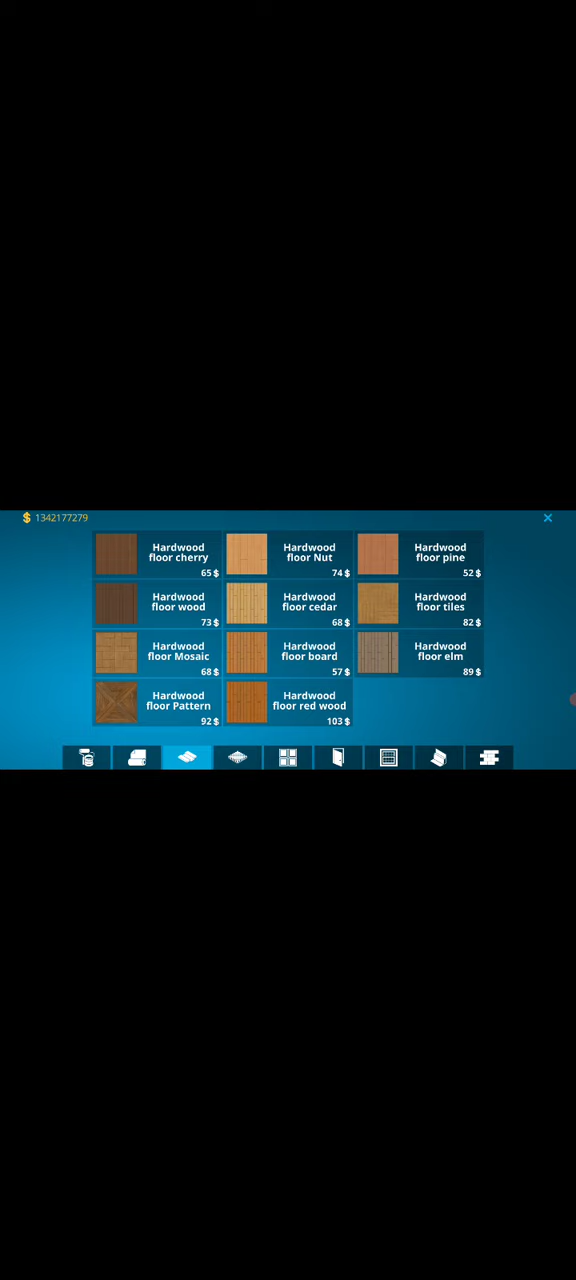 $ 1342177279
Hardwood
floor cherry
65 $
Hardwood
floor Nut
74 $
Hardwood
floor pine
52 $
Hardwood
floor wood
73 $
Hardwood
floor cedar
68 $
Hardwood
floor tiles
82 $
Hardwood
floor Mosaic
68 $
Hardwood
floor board
57 $
Hardwood
floor elm
89 $
Hardwood
floor Pattern
92 $
Hardwood
floor red wood
103 $